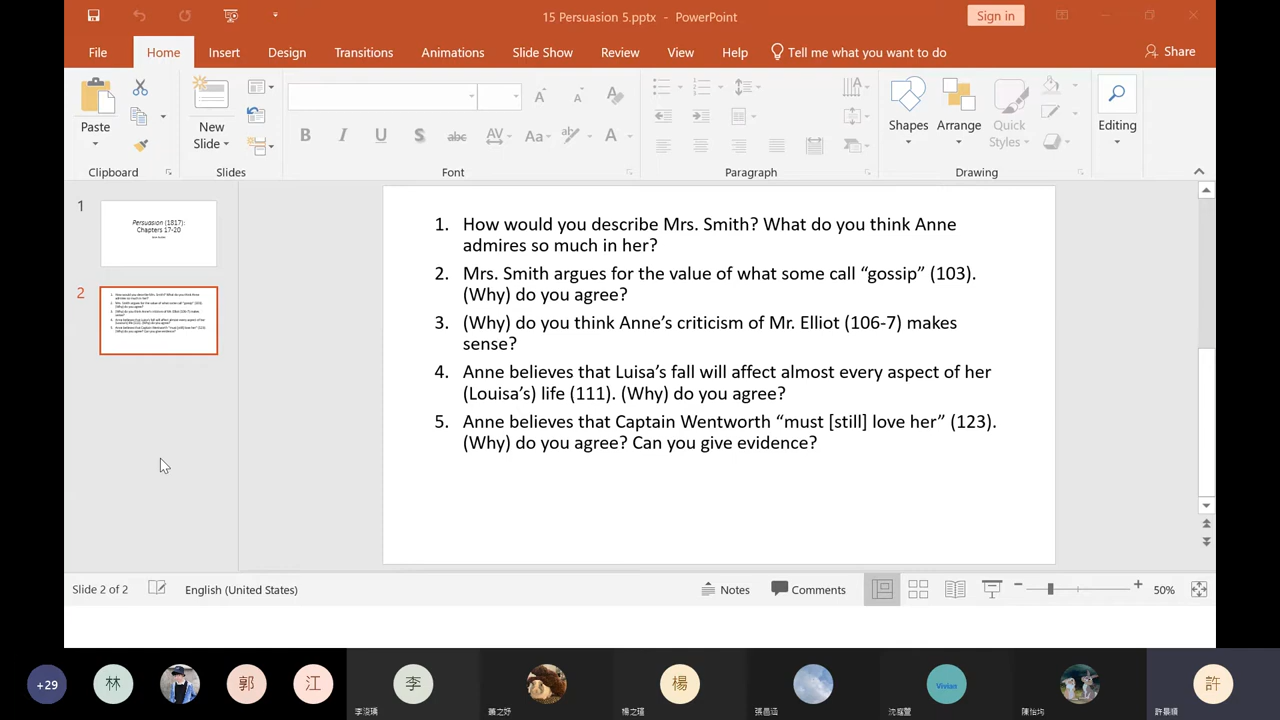 15 Persuasion 5.pptx - PowerPoint
Sign in
File Home Insert Design Transitions Animations Slide Show Review View Help Tell me what you want to do Share
Paste
New Slide
Shapes
Arrange
Quick Styles
Editing
B I U S abc AV Aa A
Clipboard
Slides
Font
Paragraph
Drawing
1
Persuasion (1817):
Chapters 17-20
2
1. How would you describe Mrs. Smith? What do you think Anne
admires so much in her?
2. Mrs. Smith argues for the value of what some call “gossip” (103).
(Why) do you agree?
3. (Why) do you think Anne’s criticism of Mr. Elliot (106-7) makes
sense?
4. Anne believes that Luisa’s fall will affect almost every aspect of her
(Louisa’s) life (111). (Why) do you agree?
5. Anne believes that Captain Wentworth “must [still] love her” (123).
(Why) do you agree? Can you give evidence?
Slide 2 of 2
English (United States)
Notes
Comments
50%
+29
林
郭
江
李
楊
Vivian
許